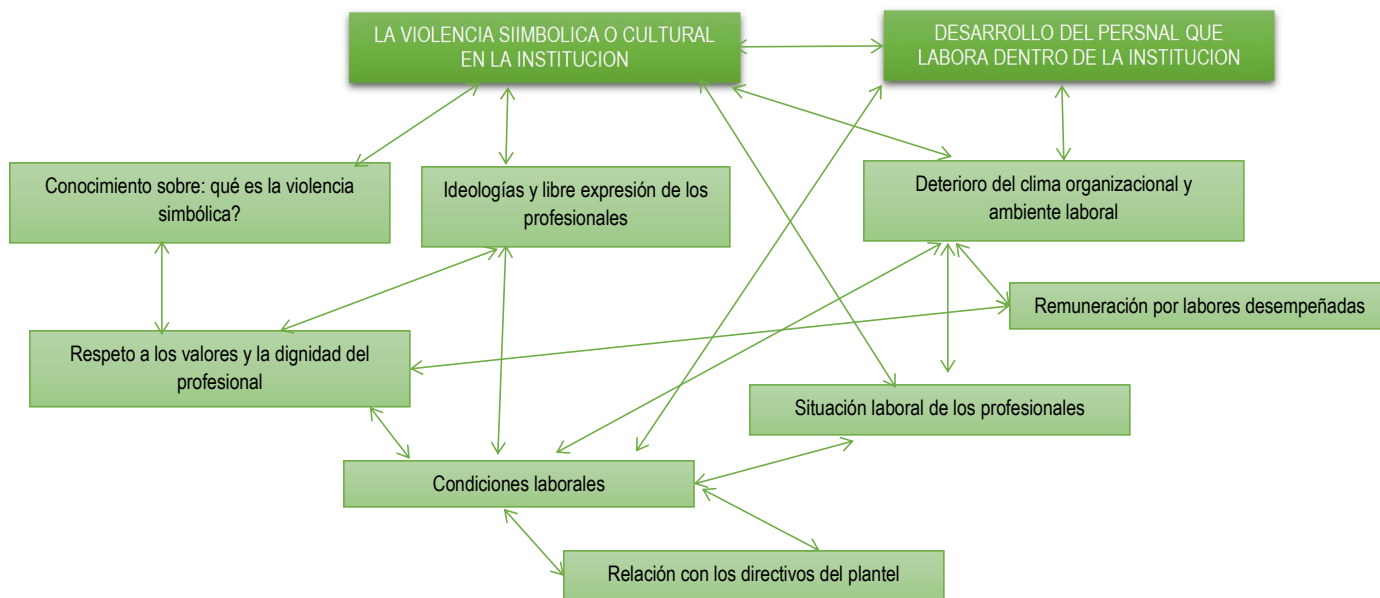 LA VIOLENCIA SIIMBOLICA O CULTURAL
EN LA INSTITUCION
DESARROLLO DEL PERSNAL QUE
LABORA DENTRO DE LA INSTITUCION
Conocimiento sobre: qué es la violencia
simbólica?
Ideologías y libre expresión de los
profesionales
Deterioro del clima organizacional y
ambiente laboral
Remuneración por labores desempeñadas
Respeto a los valores y la dignidad del
profesional
Situación laboral de los profesionales
Condiciones laborales
Relación con los directivos del plantel